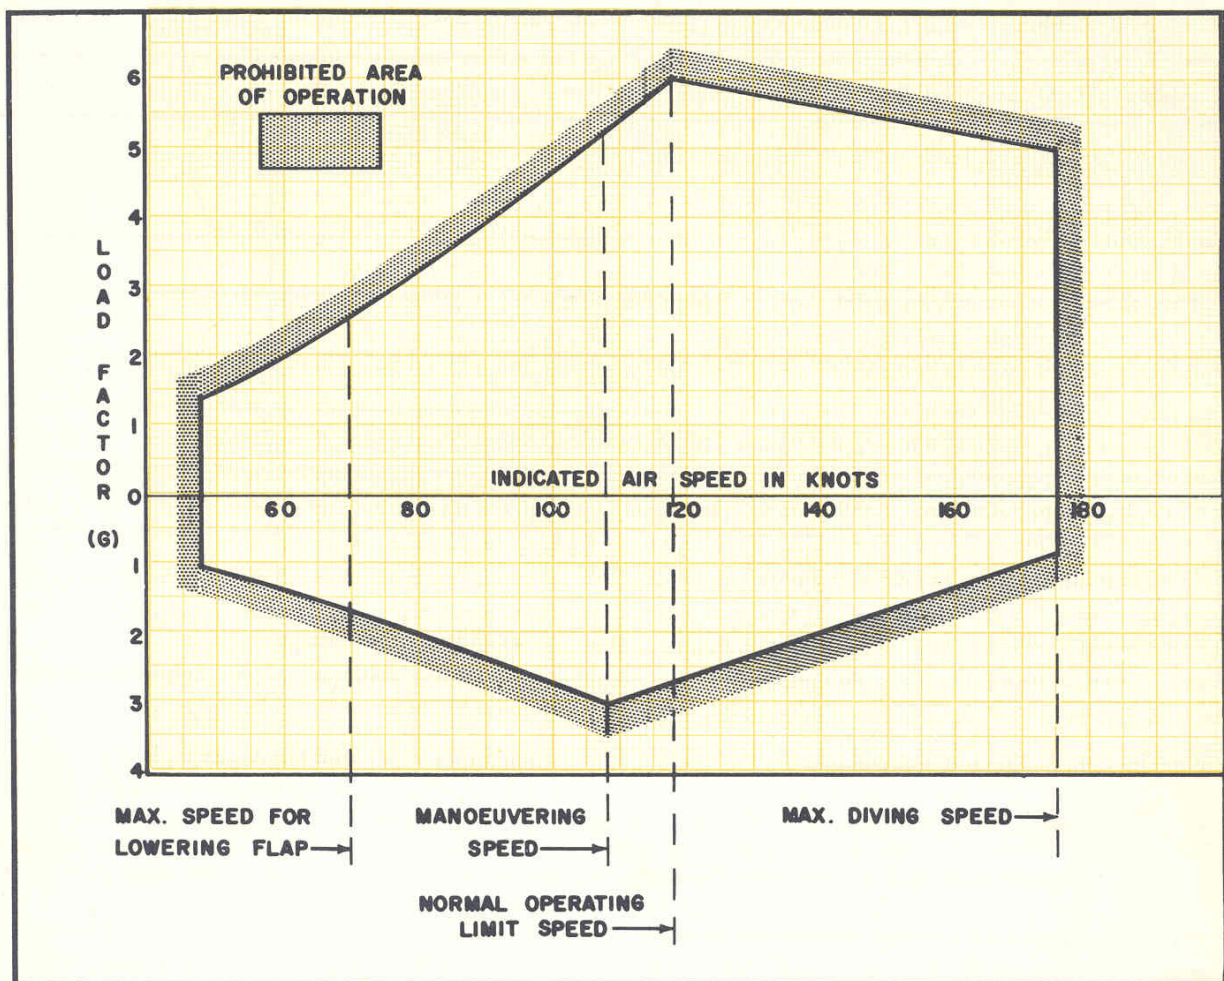 PROHIBITED AREA
OF OPERATION
6
5
4
3
2
1
0
1
2
3
4
LOAD FACTOR
(G)
INDICATED AIR SPEED IN KNOTS
60 80 100 120 140 160 180
MAX. SPEED FOR
LOWERING FLAP
MANOEUVERING
SPEED
MAX. DIVING SPEED
NORMAL OPERATING
LIMIT SPEED